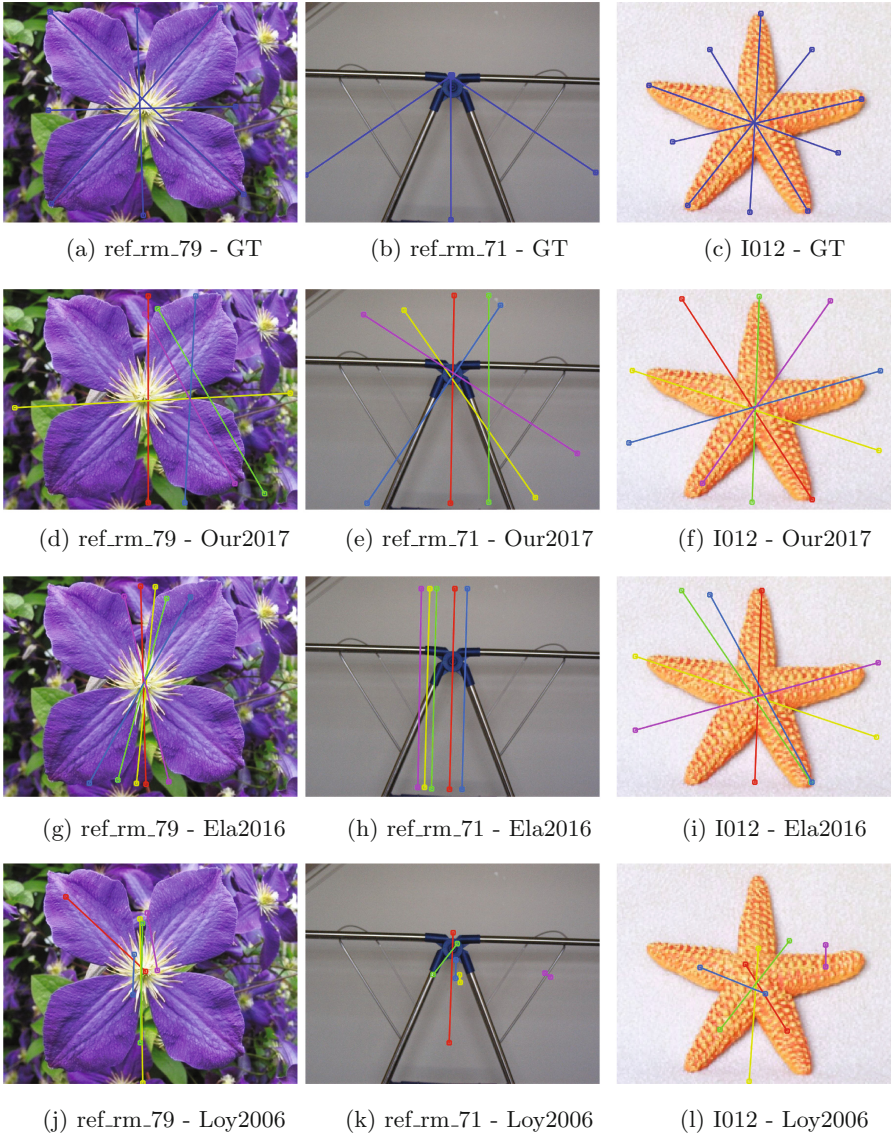 (a) ref_rm_79 - GT
(b) ref_rm_71 - GT
(c) I012 - GT
(d) ref_rm_79 - Our2017
(e) ref_rm_71 - Our2017
(f) I012 - Our2017
(g) ref_rm_79 - Ela2016
(h) ref_rm_71 - Ela2016
(i) I012 - Ela2016
(j) ref_rm_79 - Loy2006
(k) ref_rm_71 - Loy2006
(l) I012 - Loy2006